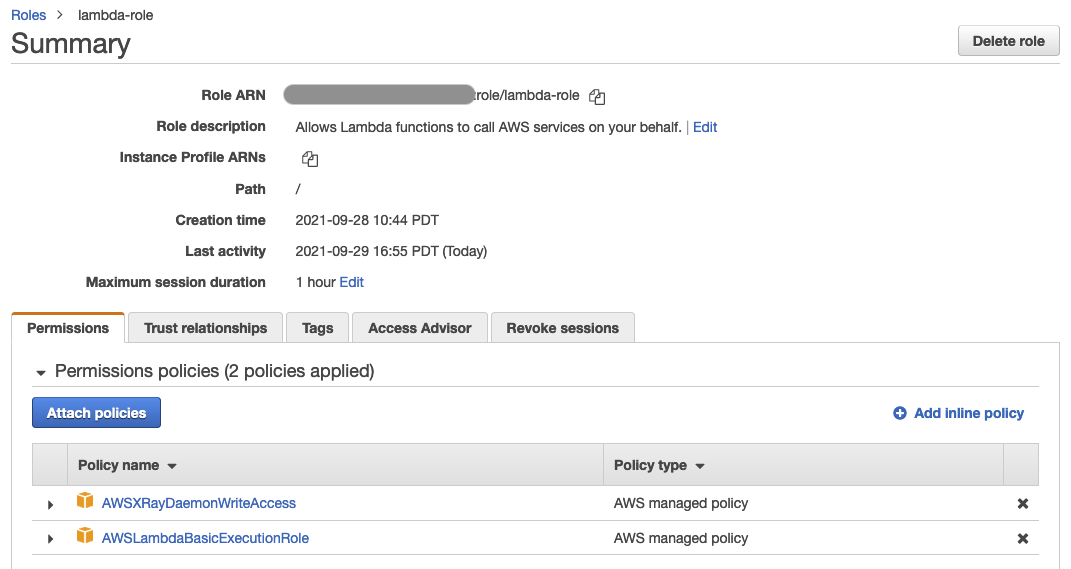 Roles > lambda-role
Summary
Delete role
Role ARN :role/lambda-role
Role description Allows Lambda functions to call AWS services on your behalf. | Edit
Instance Profile ARNs
Path /
Creation time 2021-09-28 10:44 PDT
Last activity 2021-09-29 16:55 PDT (Today)
Maximum session duration 1 hour Edit
Permissions Trust relationships Tags Access Advisor Revoke sessions
Permissions policies (2 policies applied)
Attach policies Add inline policy
Policy name Policy type
AWSXRayDaemonWriteAccess AWS managed policy
AWSLambdaBasicExecutionRole AWS managed policy